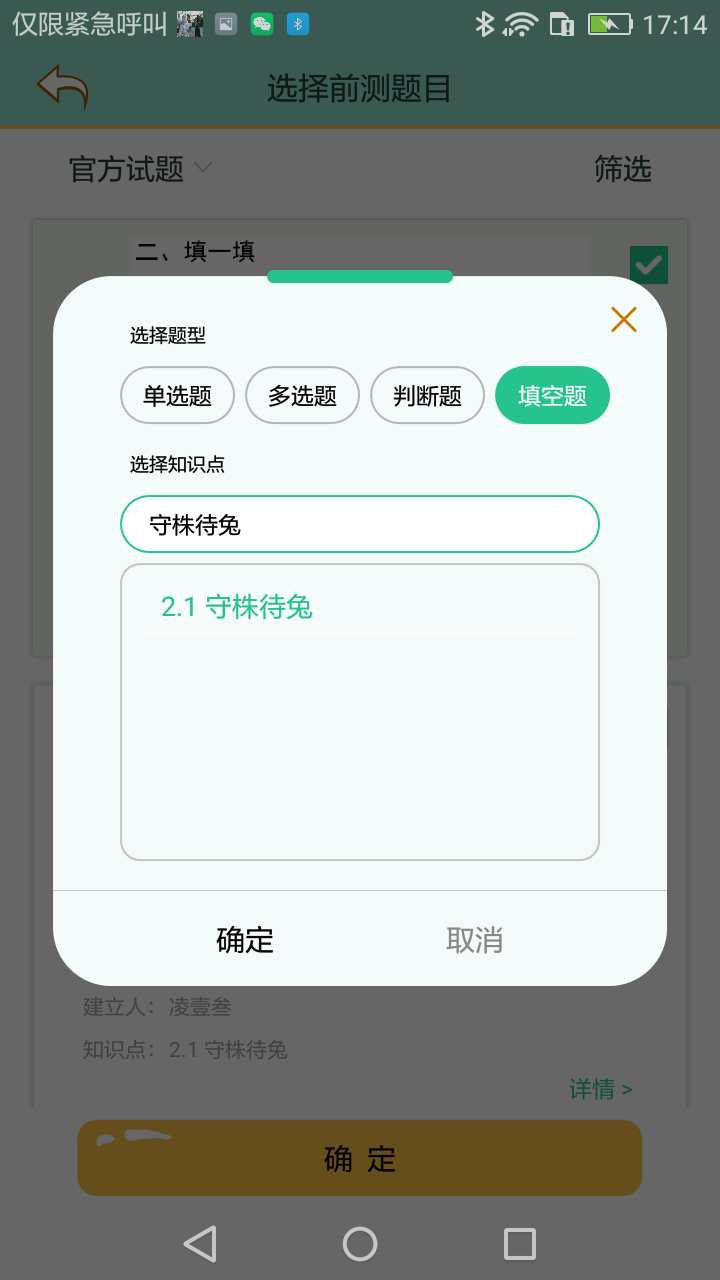 仅限紧急呼叫 17:14
选择前测题目
官方试题 筛选
二、填一填
选择题型
单选题 多选题 判断题 填空题
选择知识点
守株待兔
2.1 守株待兔
确定 取消
建立人：凌壹叁
知识点：2.1 守株待兔
详情 >
确 定